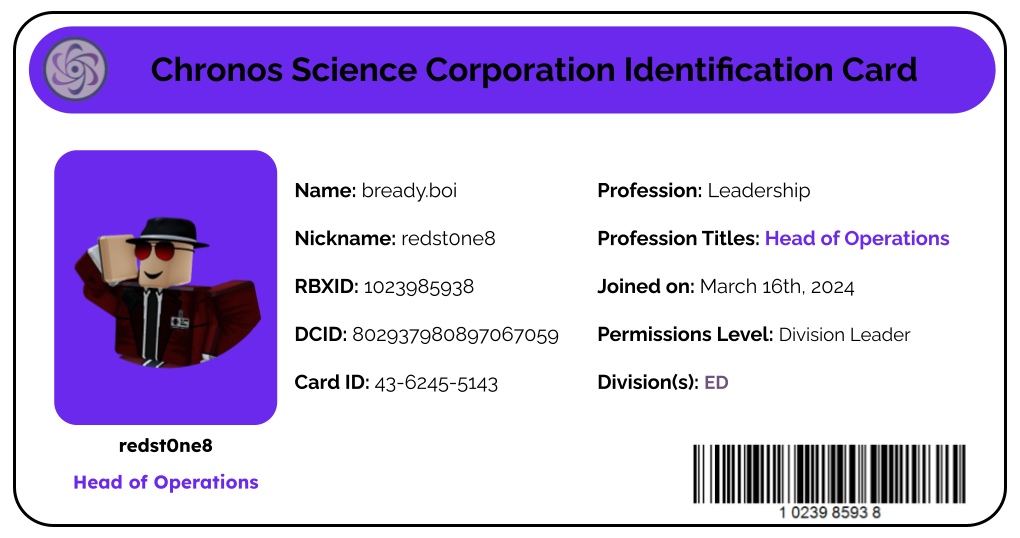 Chronos Science Corporation Identification Card
Name: bready.boi
Nickname: redst0ne8
RBXID: 1023985938
DCID: 802937980897067059
Card ID: 43-6245-5143
Profession: Leadership
Profession Titles: Head of Operations
Joined on: March 16th, 2024
Permissions Level: Division Leader
Division(s): ED
redst0ne8
Head of Operations
1 0239 8593 8